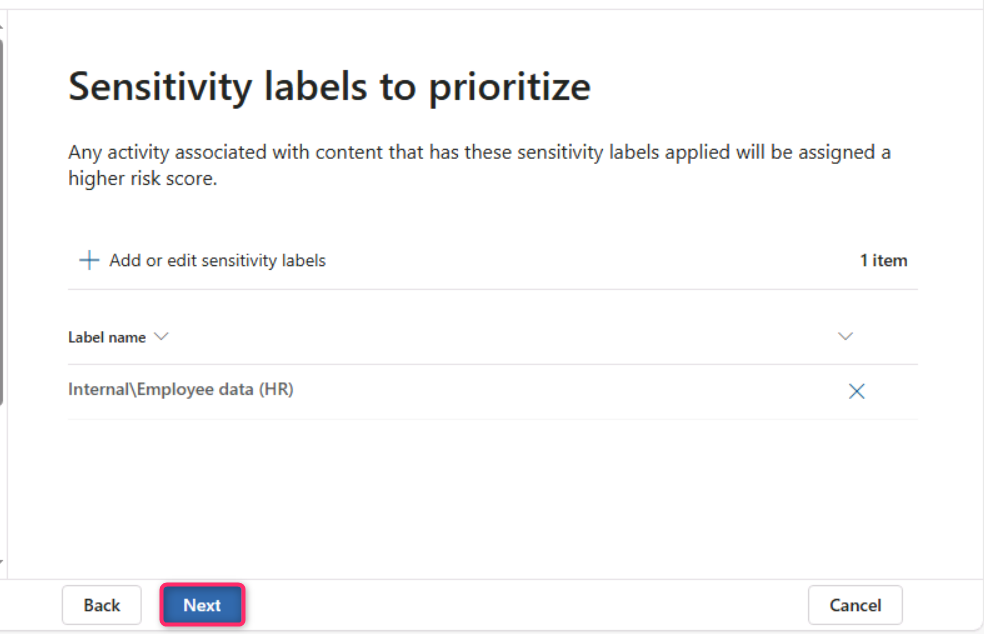 Sensitivity labels to prioritize
Any activity associated with content that has these sensitivity labels applied will be assigned a
higher risk score.
Add or edit sensitivity labels 1 item
Label name
Internal\Employee data (HR)
Back Next Cancel